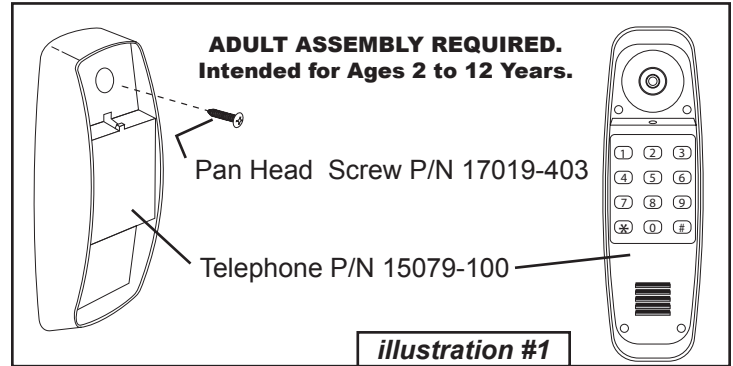 ADULT ASSEMBLY REQUIRED.
Intended for Ages 2 to 12 Years.
Pan Head Screw P/N 17019-403
1 2 3
4 5 6
7 8 9
* 0 #
Telephone P/N 15079-100
illustration #1